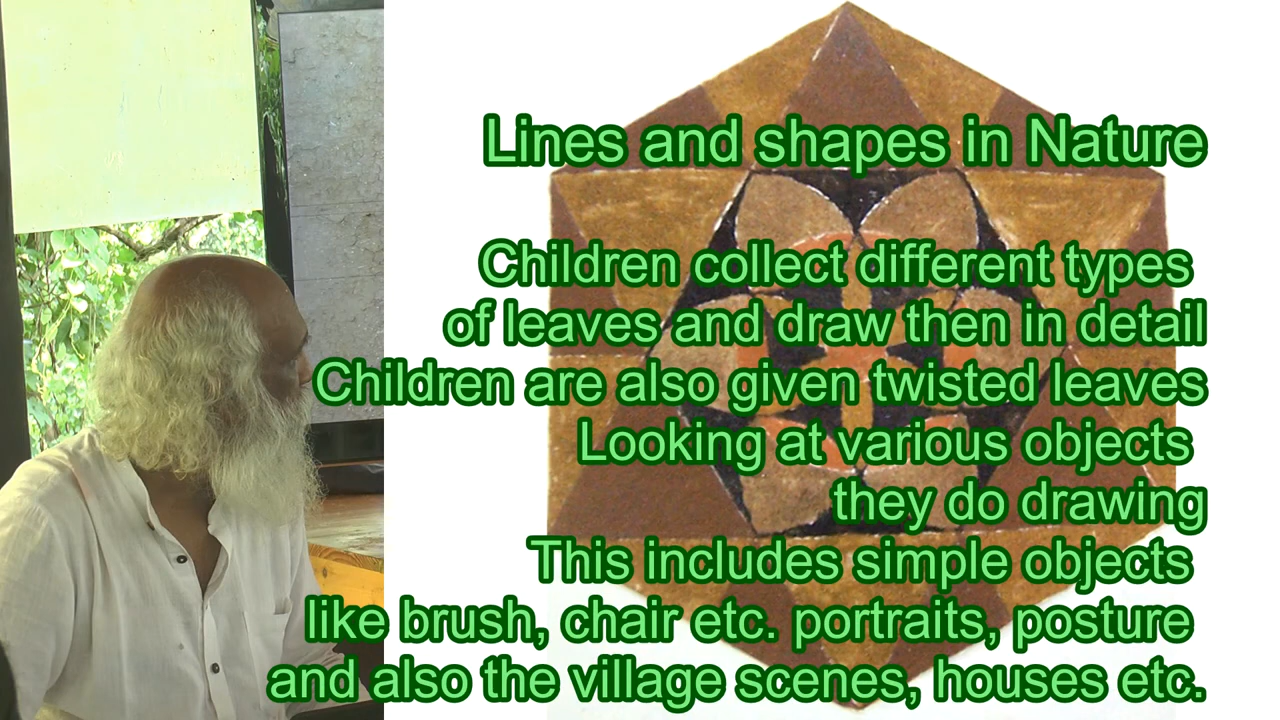 Lines and shapes in Nature
Children collect different types
of leaves and draw then in detail
Children are also given twisted leaves
Looking at various objects
they do drawing
This includes simple objects
like brush, chair etc. portraits, posture
and also the village scenes, houses etc.